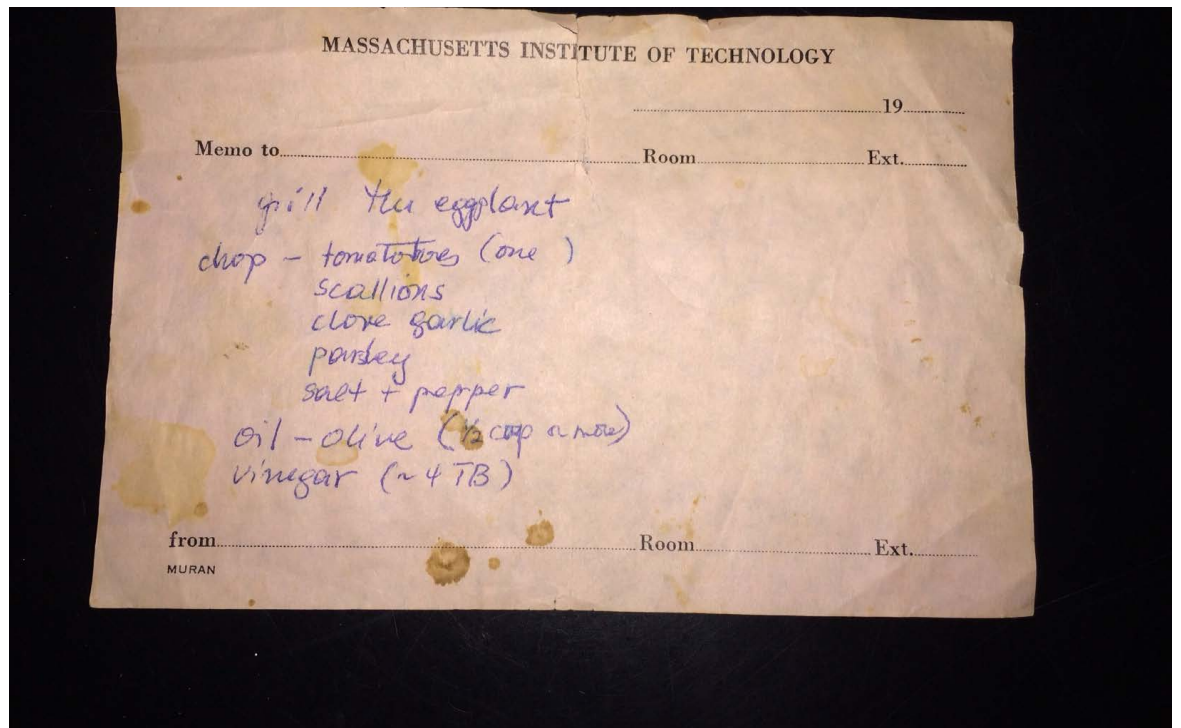 MASSACHUSETTS INSTITUTE OF TECHNOLOGY
19
Memo to Room Ext.
grill the eggplant
chop - tomatotoes (one )
scallions
clove garlic
parsley
salt + pepper
oil - olive (1/2 cup or more)
vinegar (~ 4 TB)
from Room Ext.
MURAN